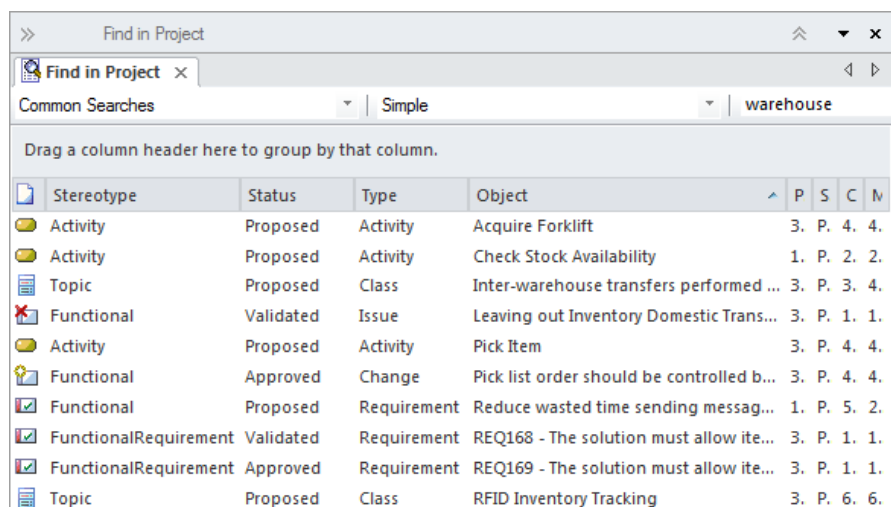 Find in Project
Find in Project
Common Searches Simple warehouse
Drag a column header here to group by that column.
Stereotype Status Type Object P S C
Activity Proposed Activity Acquire Forklift 3. P. 4. 4.
Activity Proposed Activity Check Stock Availability 1. P. 2. 2.
Topic Proposed Class Inter-warehouse transfers performed ... 3. P. 3. 4.
Functional Validated Issue Leaving out Inventory Domestic Trans... 3. P. 1. 1.
Activity Proposed Activity Pick Item 3. P. 4. 4.
Functional Approved Change Pick list order should be controlled b... 3. P. 4. 4.
Functional Proposed Requirement Reduce wasted time sending messag... 1. P. 5. 2.
FunctionalRequirement Validated Requirement REQ168 - The solution must allow ite... 3. P. 1. 1.
FunctionalRequirement Approved Requirement REQ169 - The solution must allow ite... 3. P. 1. 1.
Topic Proposed Class RFID Inventory Tracking 3. P. 6. 6.